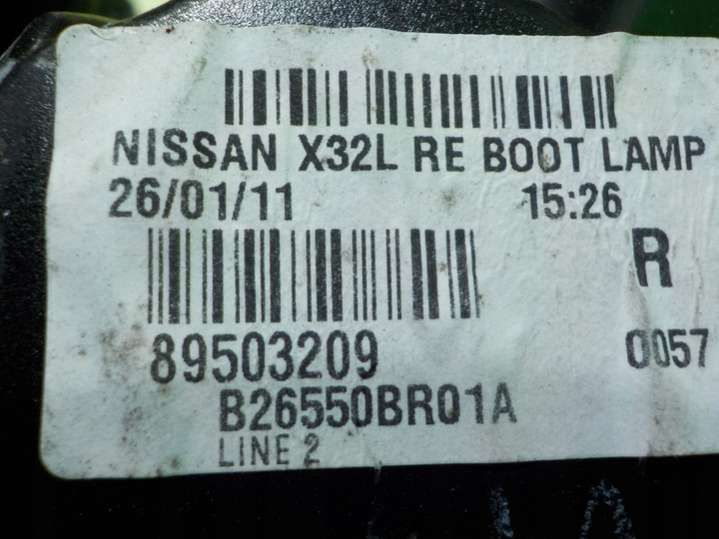 NISSAN X32L RE BOOT LAMP
26/01/11 15:26
R
89503209 0057
B26550BR01A
LINE 2